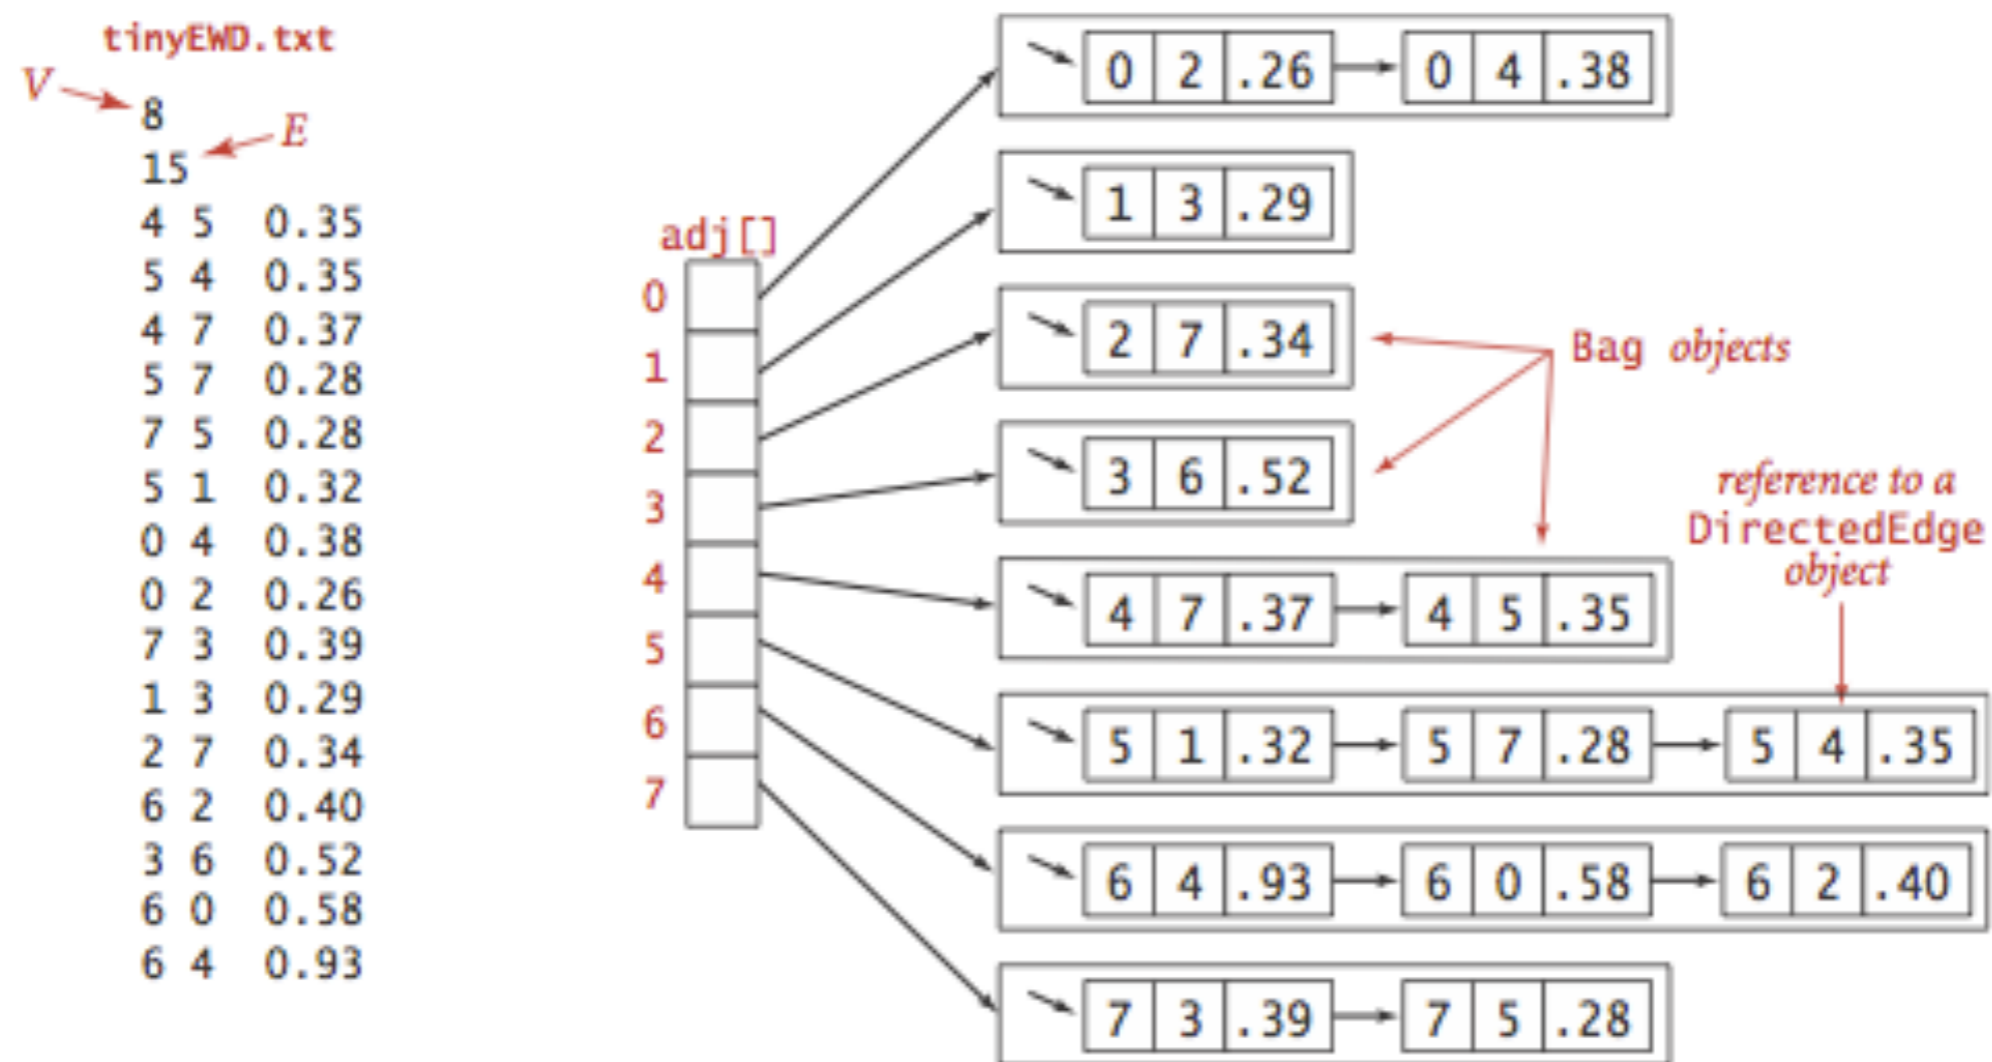 tinyEWD.txt
V
8
E
15
4 5 0.35
5 4 0.35
4 7 0.37
5 7 0.28
7 5 0.28
5 1 0.32
0 4 0.38
0 2 0.26
7 3 0.39
1 3 0.29
2 7 0.34
6 2 0.40
3 6 0.52
6 0 0.58
6 4 0.93
adj[]
0
1
2
3
4
5
6
7
0 2 .26 0 4 .38
1 3 .29
2 7 .34
3 6 .52
4 7 .37 4 5 .35
5 1 .32 5 7 .28 5 4 .35
6 4 .93 6 0 .58 6 2 .40
7 3 .39 7 5 .28
Bag objects
reference to a
DirectedEdge
object